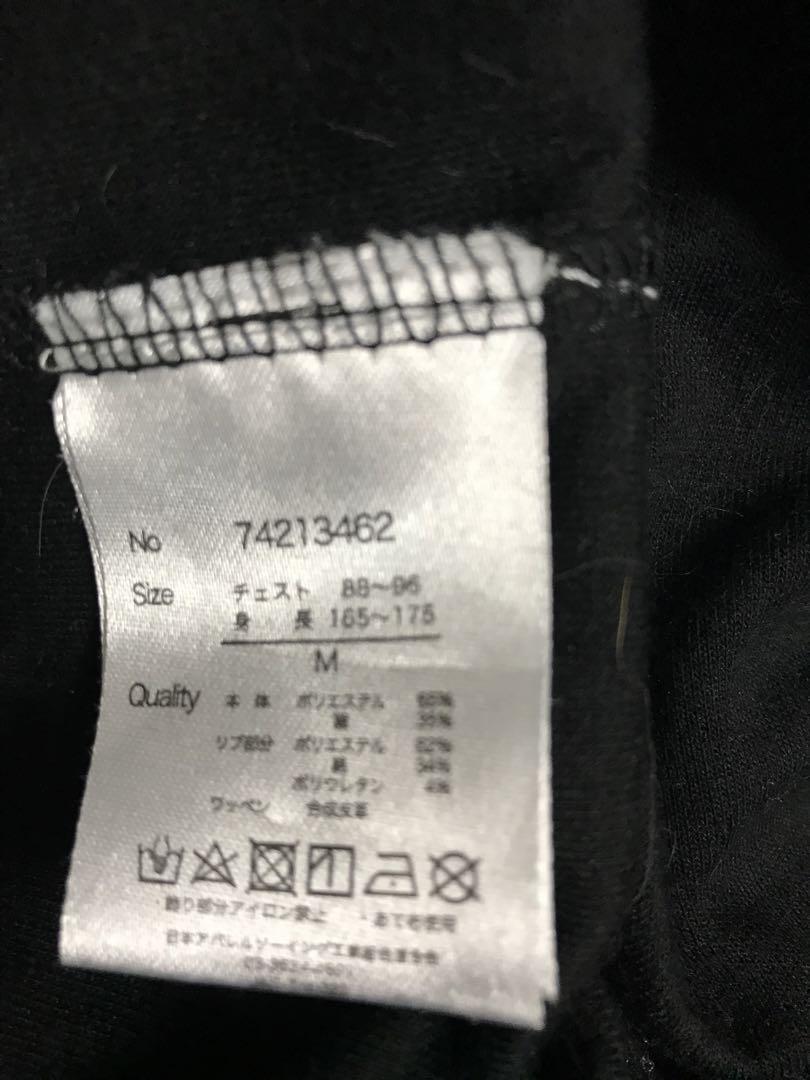 No 74213462
Size チェスト 88~96
身 長 165~175
M
Quality 本体 ポリエステル 65%
綿 35%
リブ部分 ポリエステル 62%
綿 34%
ポリウレタン 4%
ワッペン 合成皮革
・飾り部分アイロン禁止 ・あて布使用
日本アパレルソーイング工業組合連合会